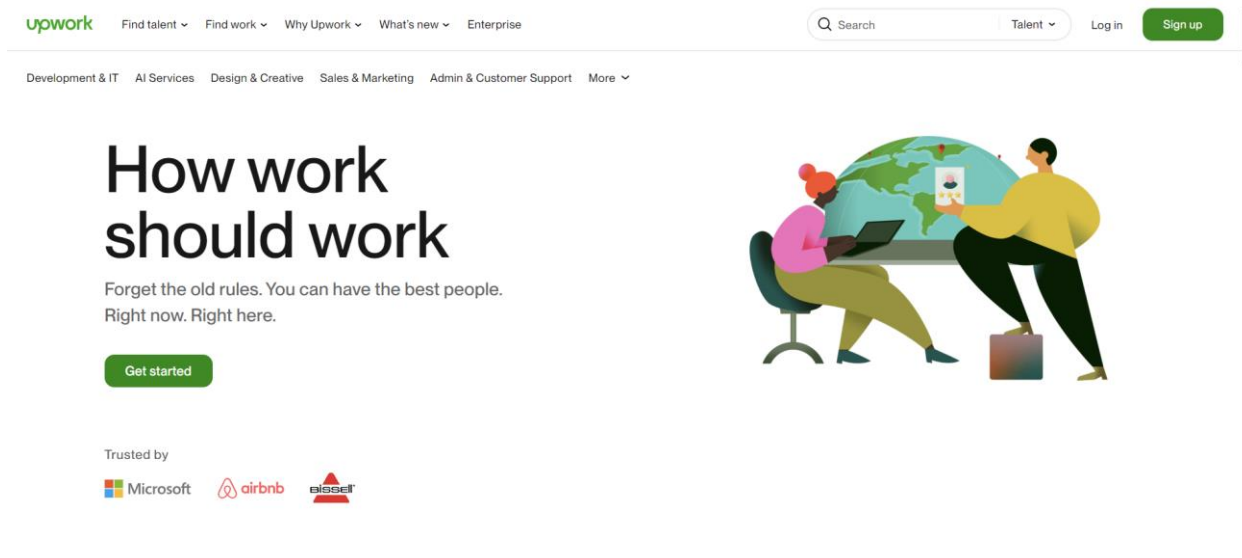 upwork Find talent Find work Why Upwork What's new Enterprise Search Talent Log in Sign up
Development & IT AI Services Design & Creative Sales & Marketing Admin & Customer Support More
How work
should work
Forget the old rules. You can have the best people.
Right now. Right here.
Get started
Trusted by
Microsoft airbnb BISSELL